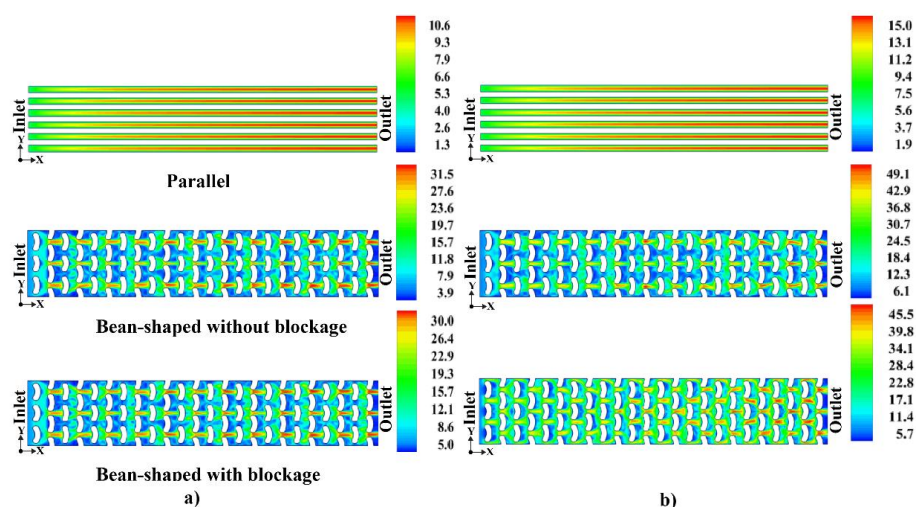 10.6
9.3
7.9
6.6
5.3
4.0
2.6
1.3
Inlet
Y
X
Outlet
Parallel
15.0
13.1
11.2
9.4
7.5
5.6
3.7
1.9
Inlet
Y
X
Outlet
31.5
27.6
23.6
19.7
15.7
11.8
7.9
3.9
Inlet
Y
X
Outlet
Bean-shaped without blockage
49.1
42.9
36.8
30.7
24.5
18.4
12.3
6.1
Inlet
Y
X
Outlet
30.0
26.4
22.9
19.3
15.7
12.1
8.6
5.0
Inlet
Y
X
Outlet
Bean-shaped with blockage
45.5
39.8
34.1
28.4
22.8
17.1
11.4
5.7
Inlet
Y
X
Outlet
a)
b)